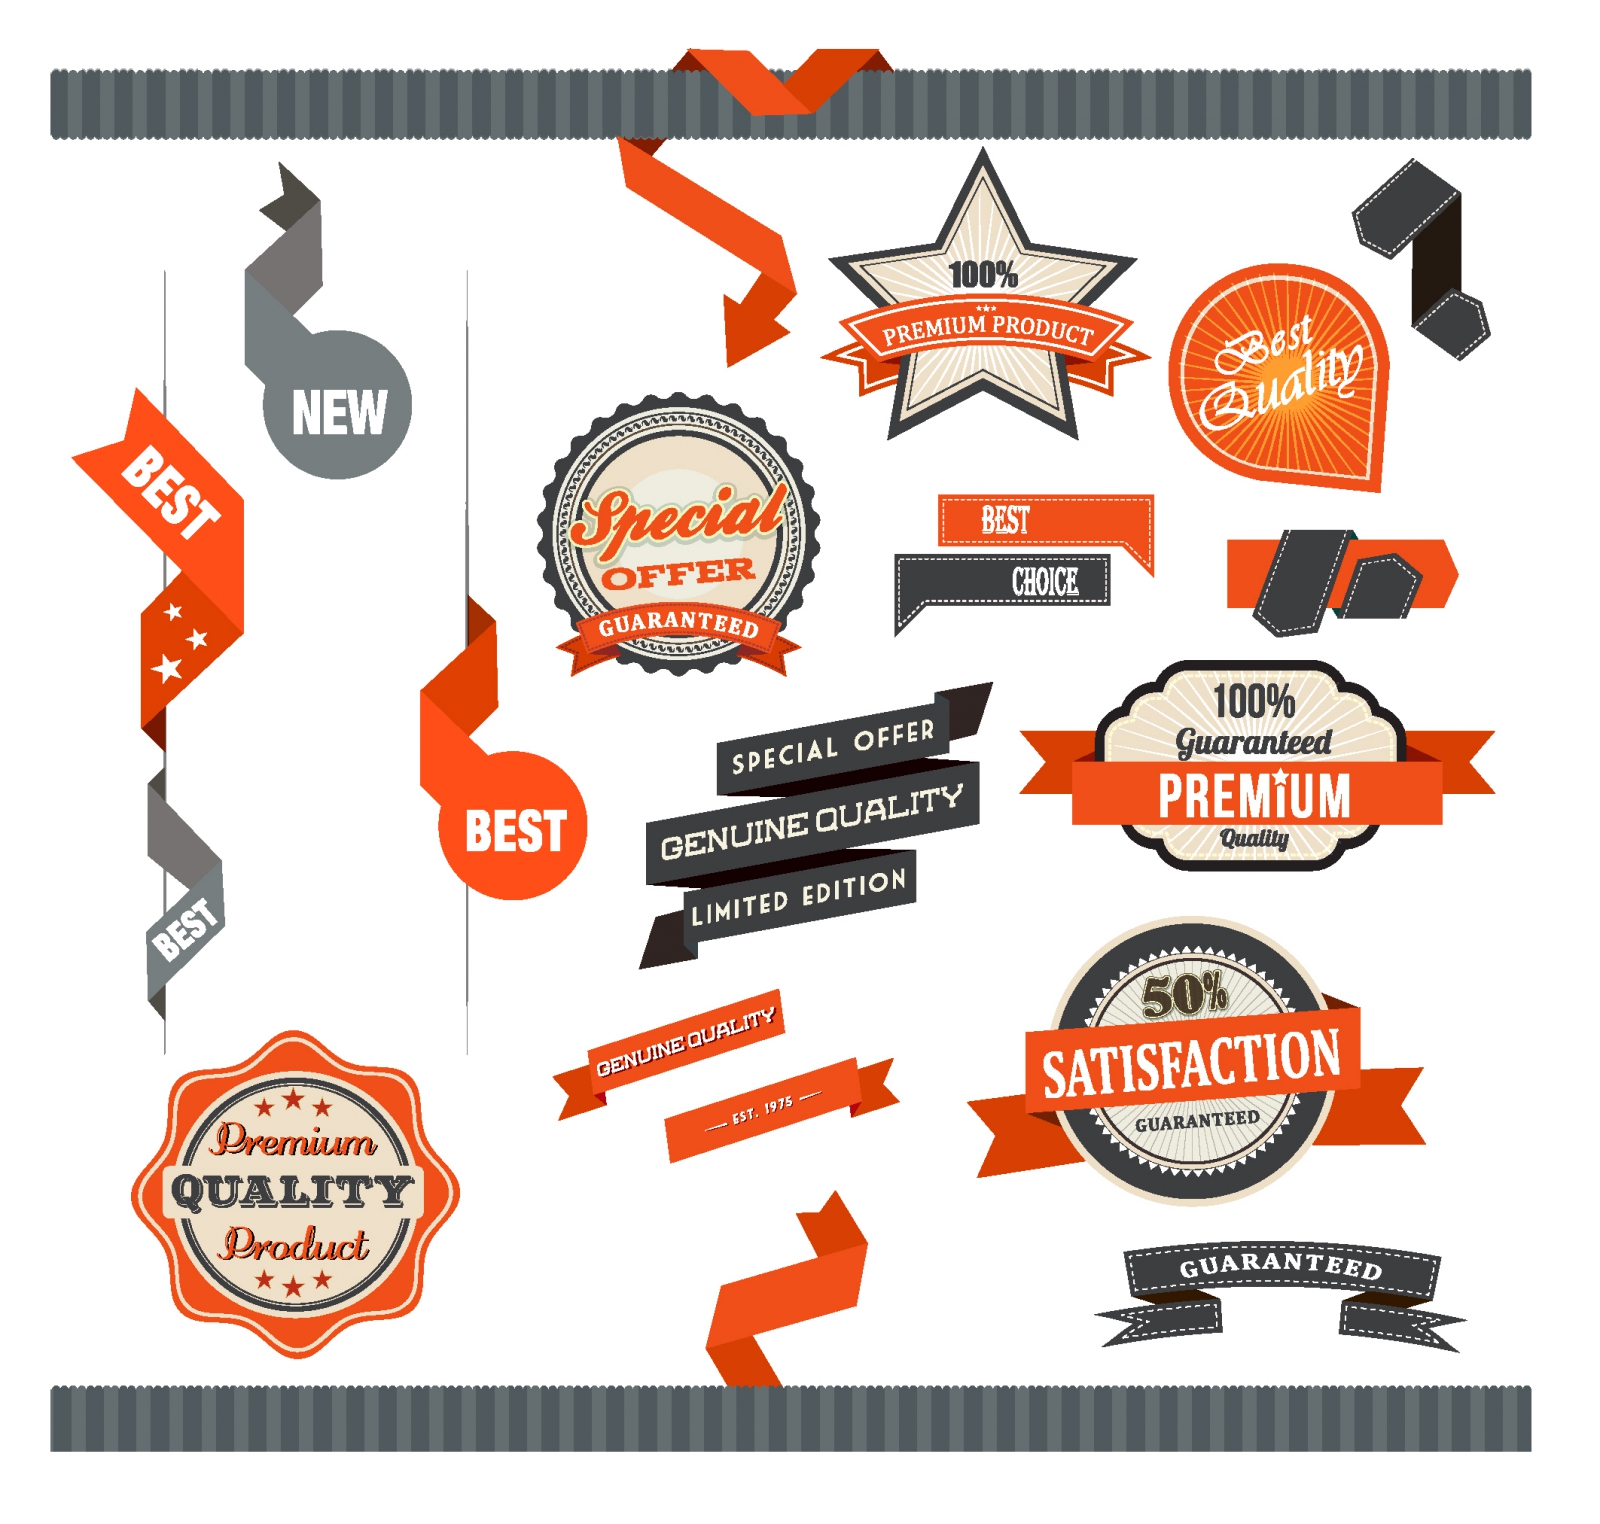 NEW
BEST
BEST
BEST
Special
OFFER
GUARANTEED
100%
PREMIUM PRODUCT
Best
Quality
BEST
CHOICE
SPECIAL OFFER
GENUINE QUALITY
LIMITED EDITION
100%
Guaranteed
PREMIUM
Quality
GENUINE QUALITY
EST. 1975
50%
SATISFACTION
GUARANTEED
Premium
QUALITY
Product
GUARANTEED